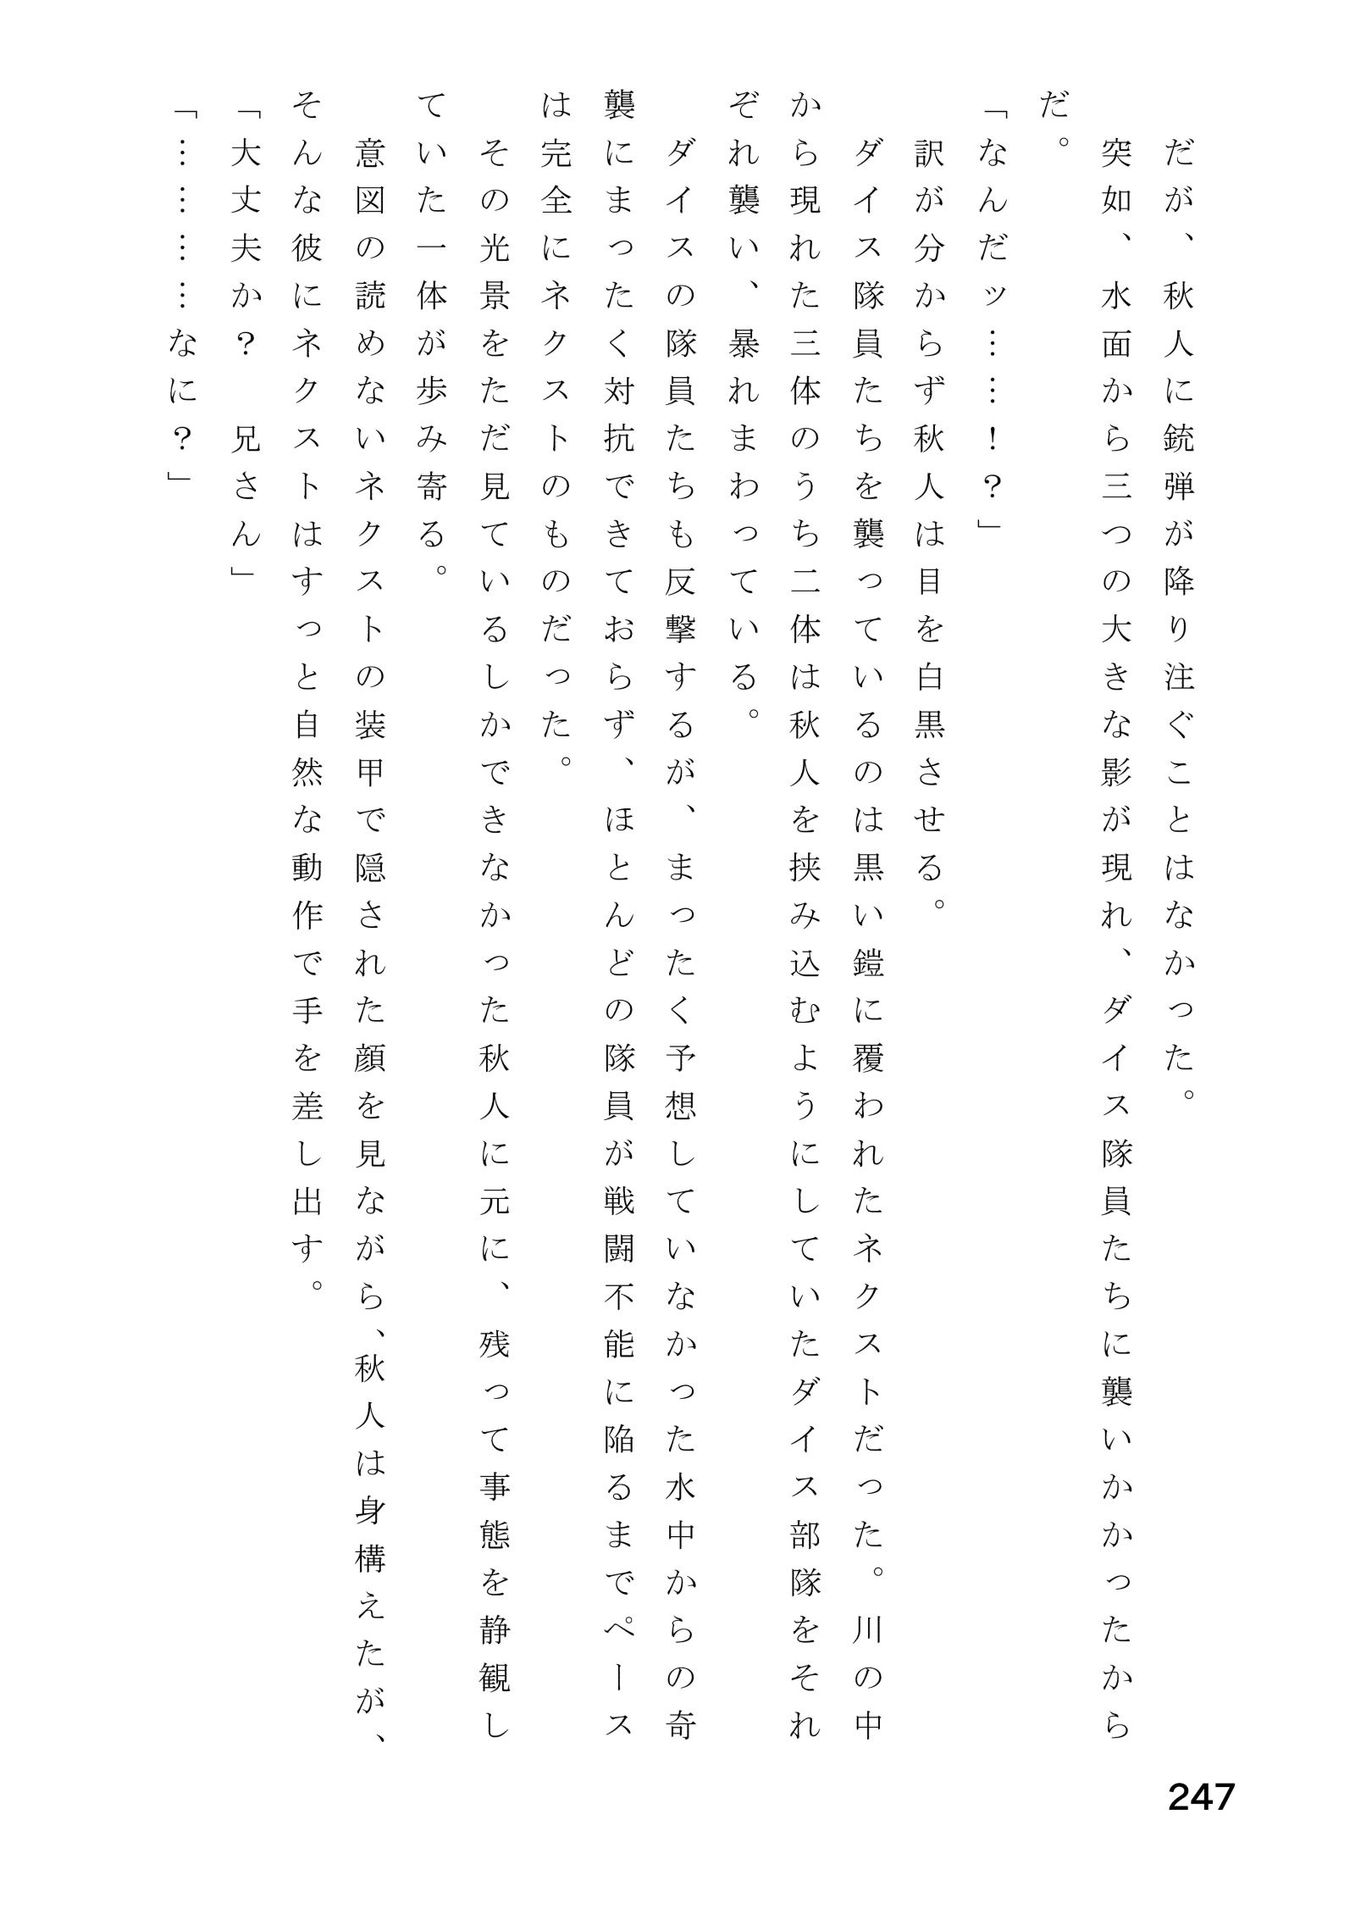 だが、秋人に銃弾が降り注ぐことはなかった。
　突如、水面から三つの大きな影が現れ、ダイス隊員たちに襲いかかったから
だ。
「なんだッ……！？」
　訳が分からず秋人は目を白黒させる。
　ダイス隊員たちを襲っているのは黒い鎧に覆われたネクストだった。川の中
から現れた三体のうち二体は秋人を挟み込むようにしていたダイス部隊をそれ
ぞれ襲い、暴れまわっている。
　ダイスの隊員たちも反撃するが、まったく予想していなかった水中からの奇
襲にまったく対抗できておらず、ほとんどの隊員が戦闘不能に陥るまでペース
は完全にネクストのものだった。
　その光景をただ見ているしかできなかった秋人に元に、残って事態を静観し
ていた一体が歩み寄る。
　意図の読めないネクストの装甲で隠された顔を見ながら、秋人は身構えたが、
そんな彼にネクストはすっと自然な動作で手を差し出す。
「大丈夫か？　兄さん」
「…………なに？」
247